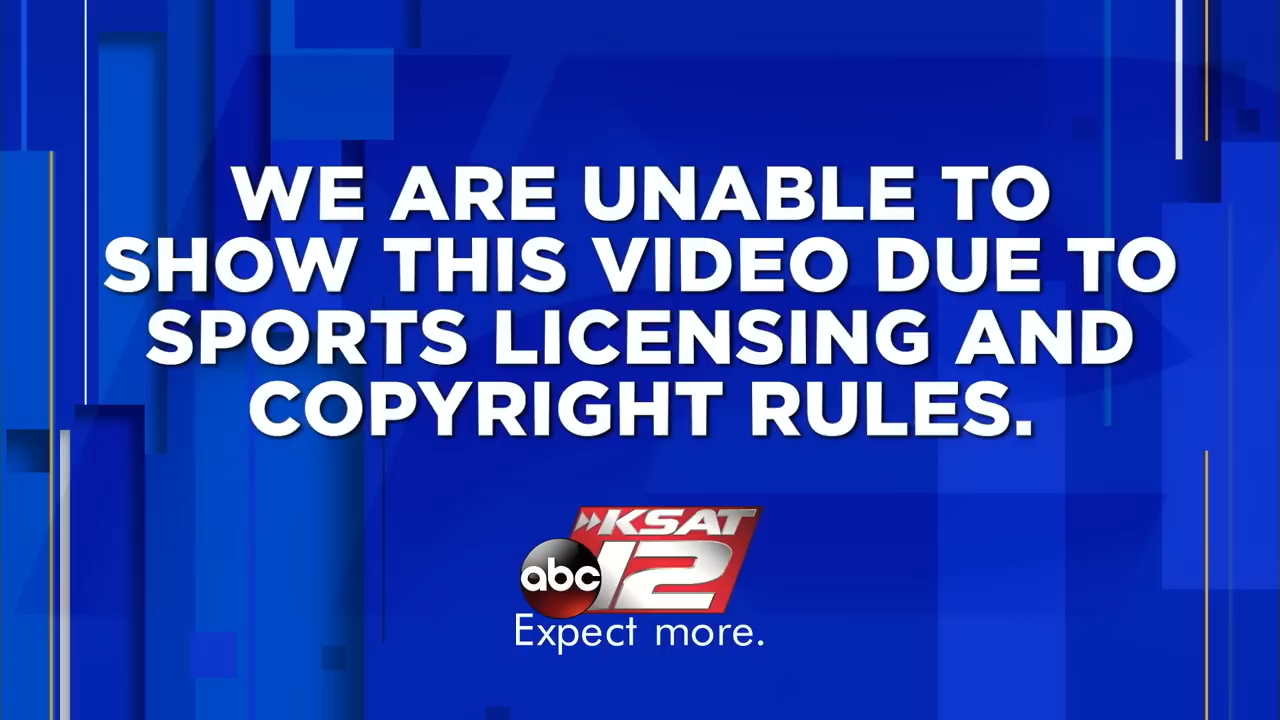 WE ARE UNABLE TO
SHOW THIS VIDEO DUE TO
SPORTS LICENSING AND
COPYRIGHT RULES.
KSAT
abc 12
Expect more.